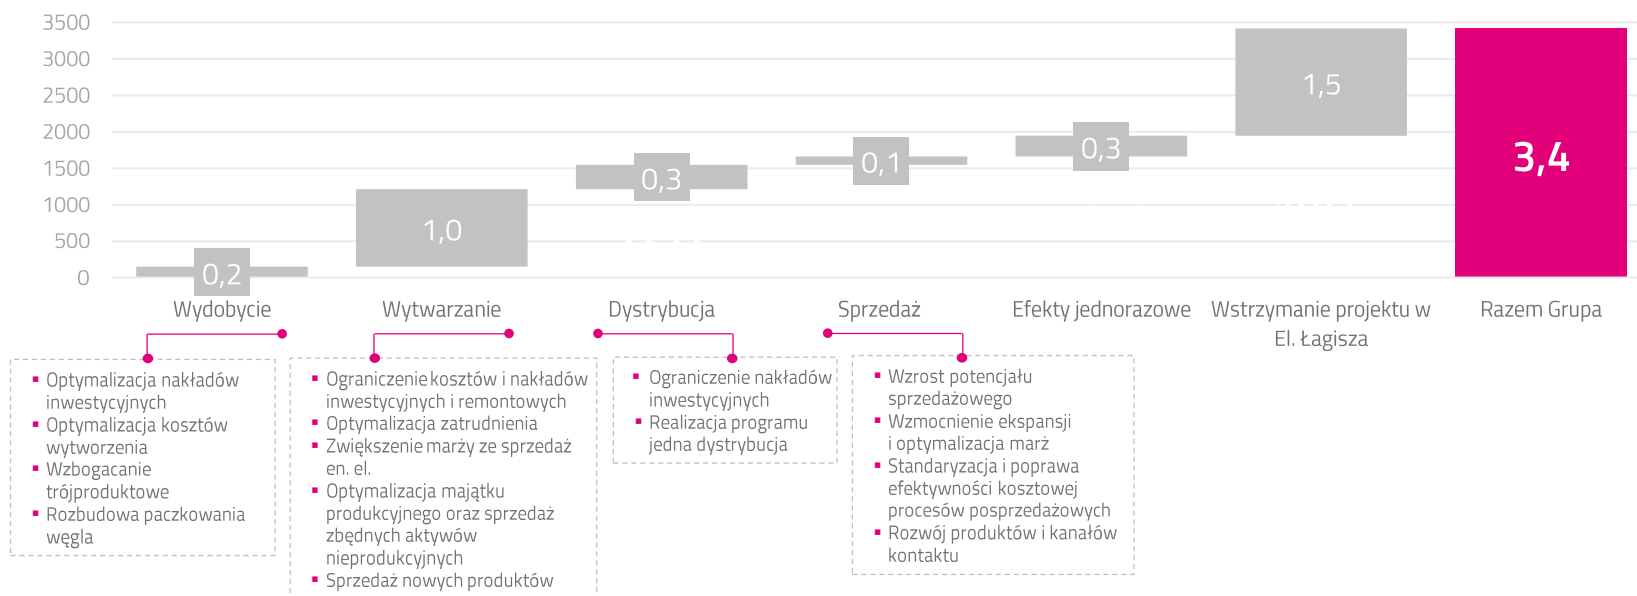 3500
3000
2500
2000
1500
1000
500
0
0,2
1,0
0,3
0,1
0,3
1,5
3,4
Wydobycie
Wytwarzanie
Dystrybucja
Sprzedaż
Efekty jednorazowe
Wstrzymanie projektu w
El. Łagisza
Razem Grupa
▪ Optymalizacja nakładów
inwestycyjnych
▪ Optymalizacja kosztów
wytworzenia
▪ Wzbogacanie
trójproduktowe
▪ Rozbudowa paczkowania
węgla
▪ Ograniczenie kosztów i nakładów
inwestycyjnych i remontowych
▪ Optymalizacja zatrudnienia
▪ Zwiększenie marży ze sprzedaż
en. el.
▪ Optymalizacja majątku
produkcyjnego oraz sprzedaż
zbędnych aktywów
nieprodukcyjnych
▪ Sprzedaż nowych produktów
▪ Ograniczenie nakładów
inwestycyjnych
▪ Realizacja programu
jedna dystrybucja
▪ Wzrost potencjału
sprzedażowego
▪ Wzmocnienie ekspansji
i optymalizacja marż
▪ Standaryzacja i poprawa
efektywności kosztowej
procesów posprzedażowych
▪ Rozwój produktów i kanałów
kontaktu